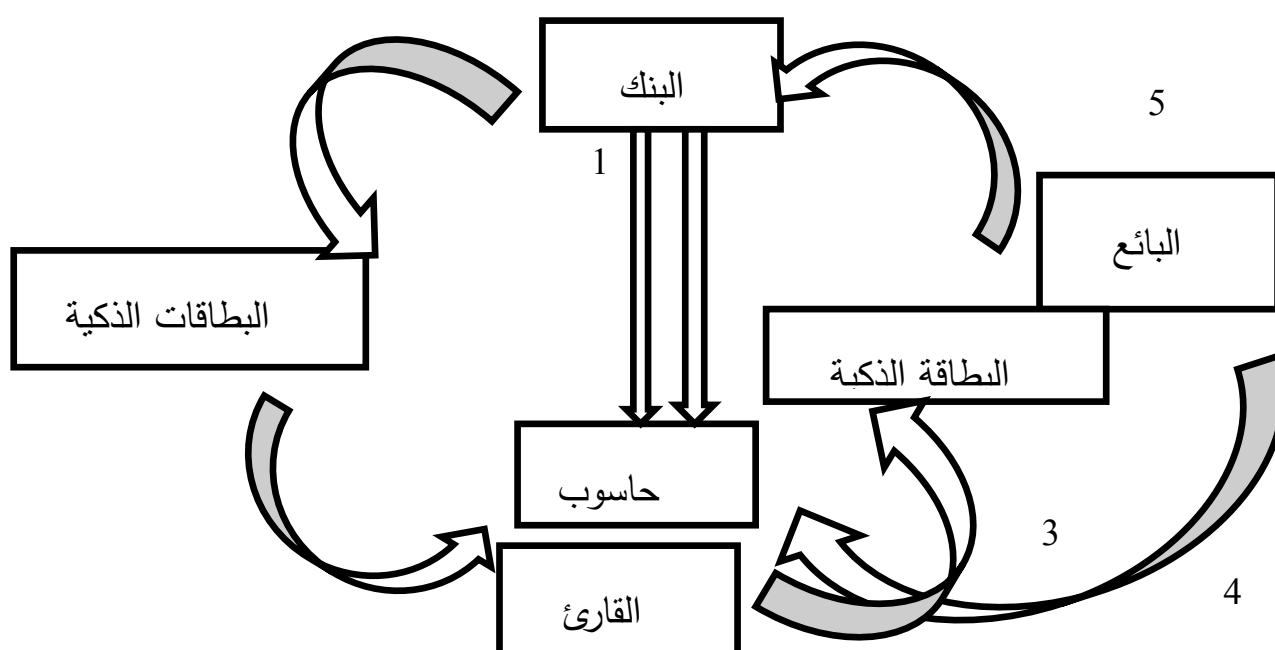 البنك
5
1
البائع
البطاقات الذكية
البطاقة الذكية
حاسوب
3
4
القارئ